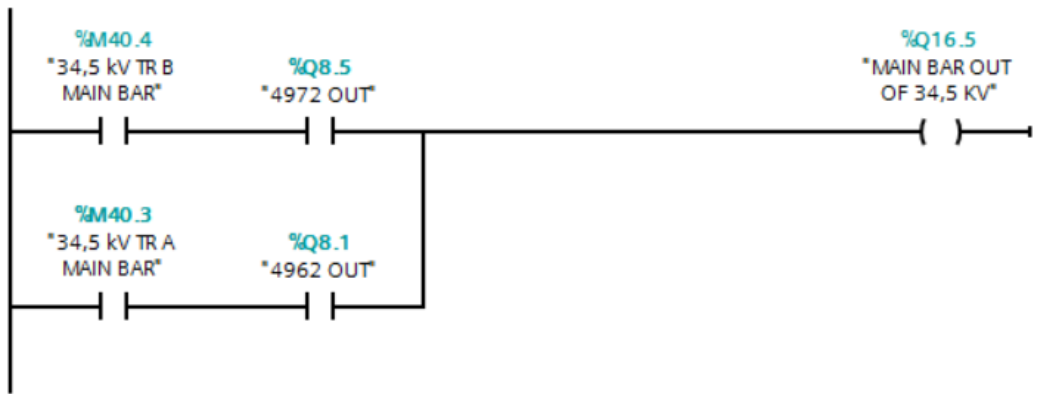 %M40.4
"34,5 kV TR B
MAIN BAR"
%Q8.5
"4972 OUT"
%Q16.5
"MAIN BAR OUT
OF 34,5 KV"
%M40.3
"34,5 kV TR A
MAIN BAR"
%Q8.1
"4962 OUT"